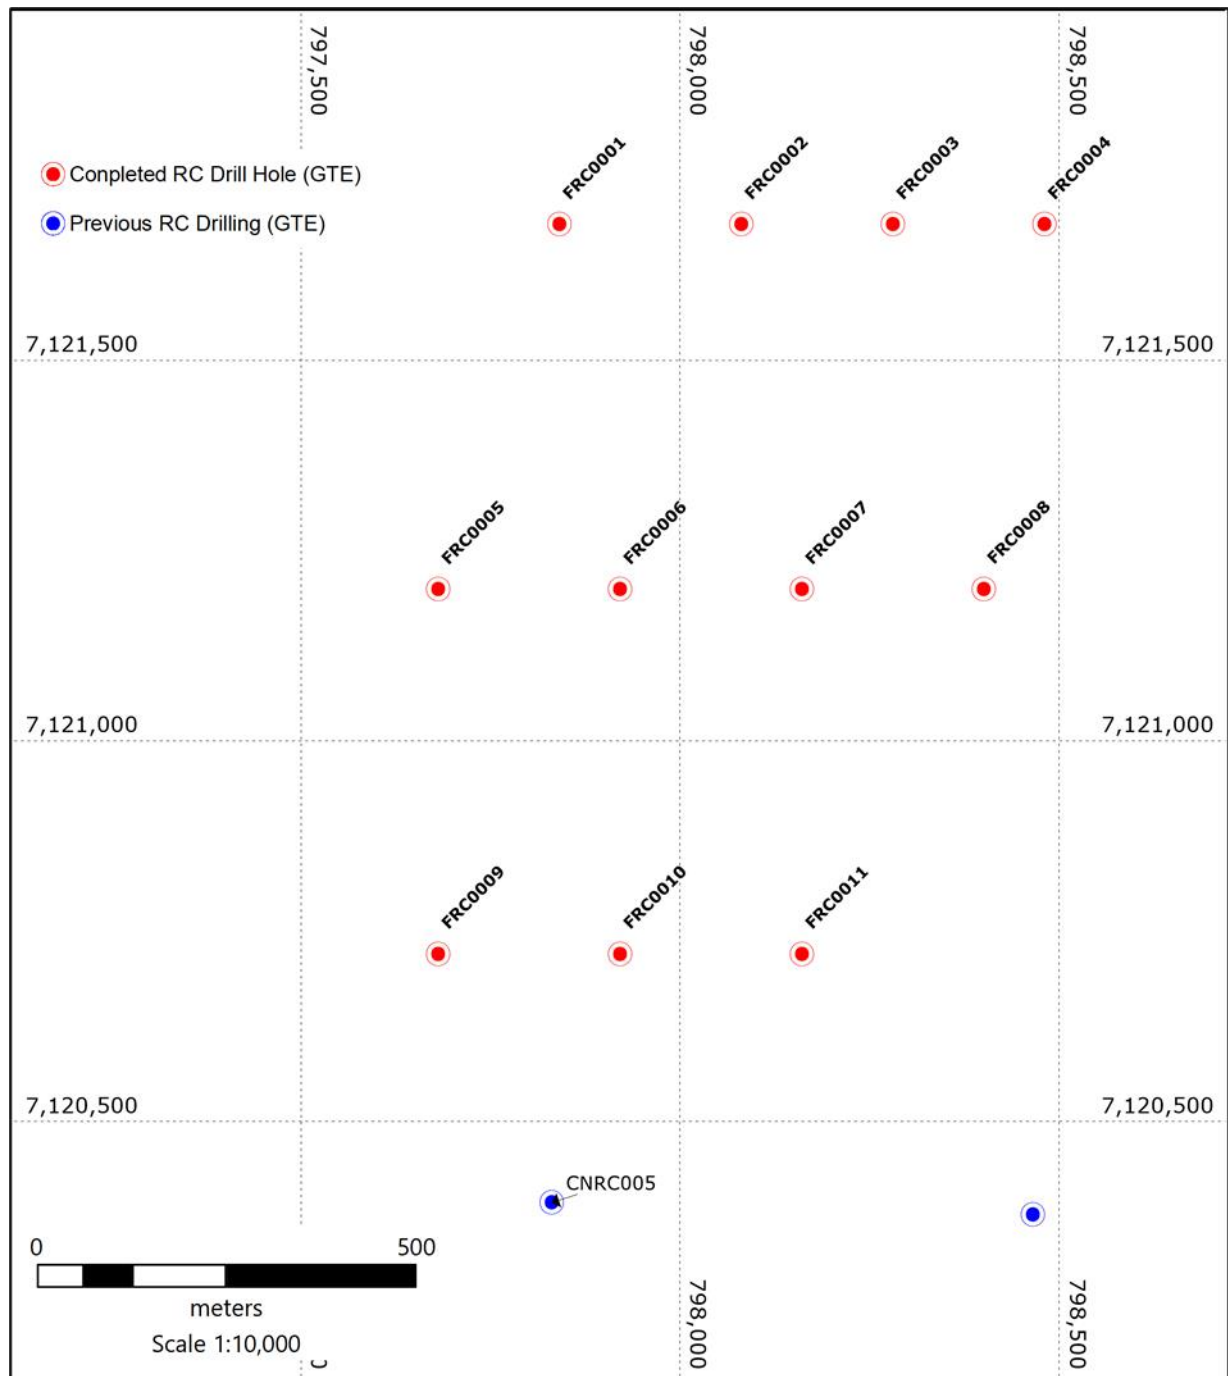 797,500
798,000
798,500
Conpleted RC Drill Hole (GTE)
Previous RC Drilling (GTE)
FRC0001
FRC0002
FRC0003
FRC0004
7,121,500
7,121,500
FRC0005
FRC0006
FRC0007
FRC0008
7,121,000
7,121,000
FRC0009
FRC0010
FRC0011
7,120,500
7,120,500
CNRC005
0
500
meters
Scale 1:10,000
798,000
798,500